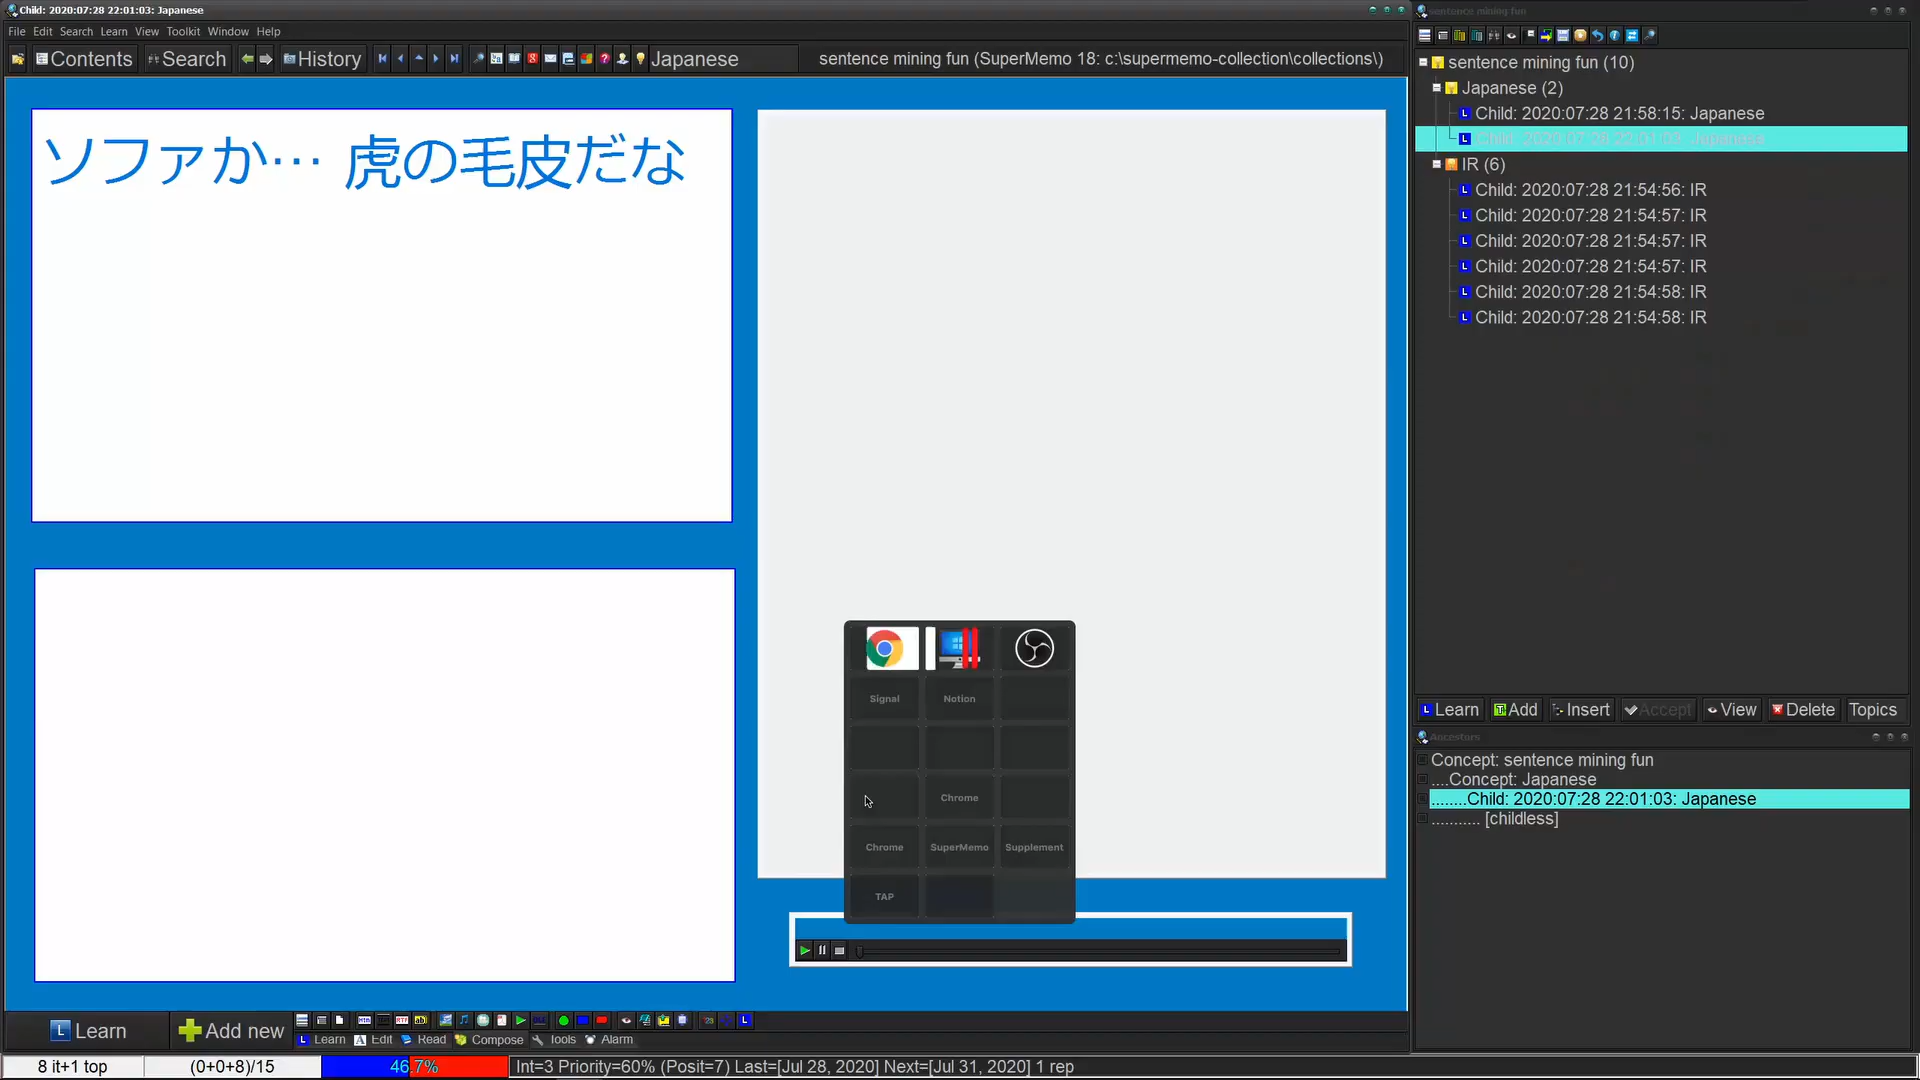 Child: 2020:07:28 22:01:03: Japanese
File Edit Search Learn View Toolkit Window Help
Contents Search History Japanese
sentence mining fun (SuperMemo 18: c:\supermemo-collection\collections\)
ソファか… 虎の毛皮だな
Signal Notion
Chrome
Chrome SuperMemo Supplement
TAP
Learn Add new
Learn Edit Read Compose Tools Alarm
8 it+1 top (0+0+8)/15 46.7% Int=3 Priority=60% (Posit=7) Last=[Jul 28, 2020] Next=[Jul 31, 2020] 1 rep
sentence mining fun
sentence mining fun (10)
Japanese (2)
Child: 2020:07:28 21:58:15: Japanese
Child: 2020:07:28 22:01:03: Japanese
IR (6)
Child: 2020:07:28 21:54:56: IR
Child: 2020:07:28 21:54:57: IR
Child: 2020:07:28 21:54:57: IR
Child: 2020:07:28 21:54:57: IR
Child: 2020:07:28 21:54:58: IR
Child: 2020:07:28 21:54:58: IR
Learn Add Insert Accept View Delete Topics
Ancestors
Concept: sentence mining fun
....Concept: Japanese
........Child: 2020:07:28 22:01:03: Japanese
........... [childless]